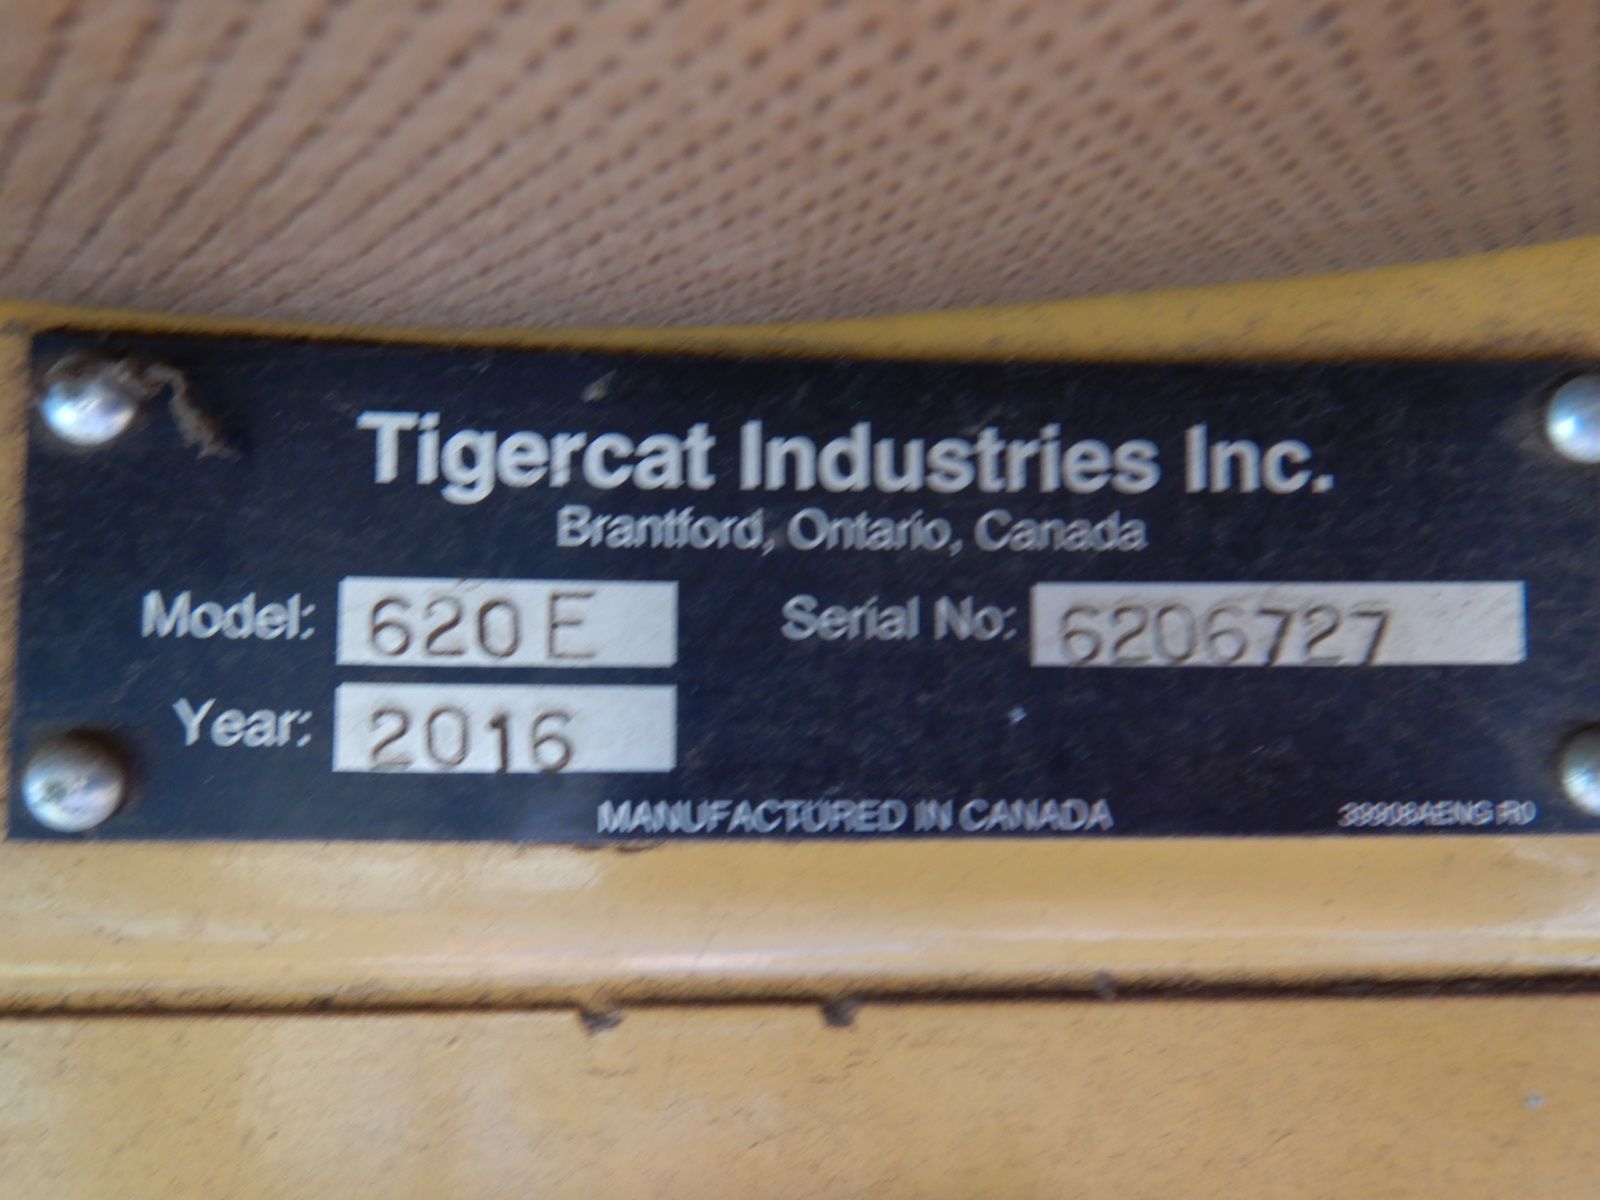 Tigercat Industries Inc.
Brantford, Ontario, Canada
Model: 620 E Serial No: 6206727
Year: 2016
MANUFACTURED IN CANADA 39908AENG R0